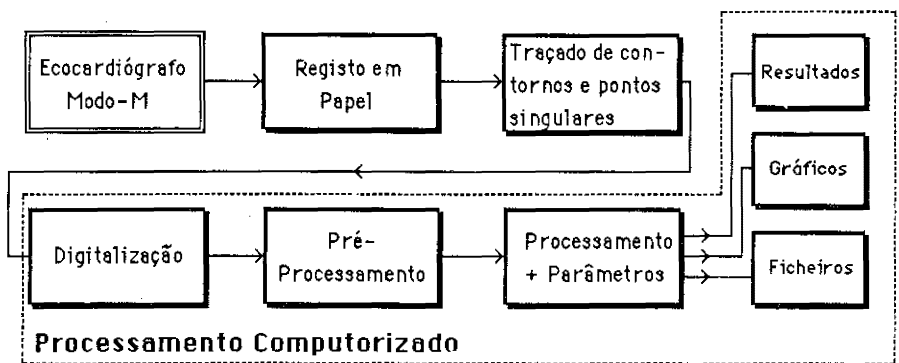 Ecocardiógrafo
Modo-M
Registo em
Papel
Traçado de con-
tornos e pontos
singulares
Resultados
Gráficos
Ficheiros
Digitalização
Pré-
Processamento
Processamento
+ Parâmetros
Processamento Computorizado